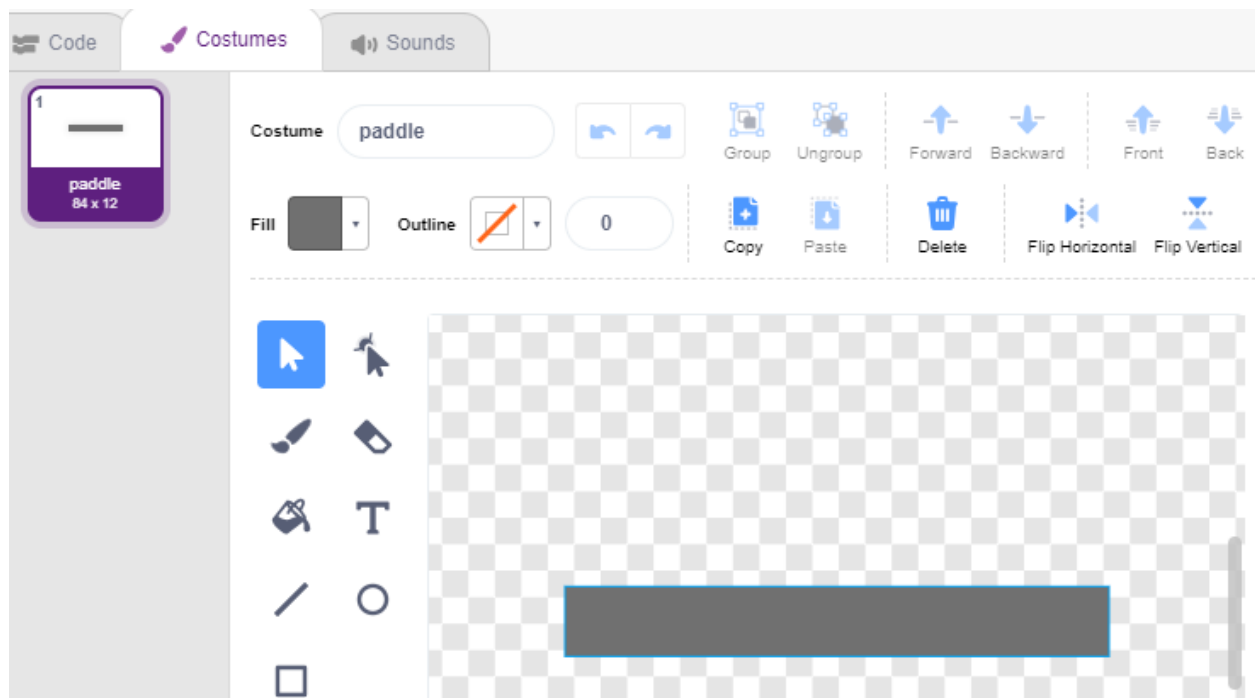 Code Costumes Sounds
1
paddle
84 x 12
Costume paddle
Group Ungroup Forward Backward Front Back
Fill Outline 0
Copy Paste Delete Flip Horizontal Flip Vertical
T